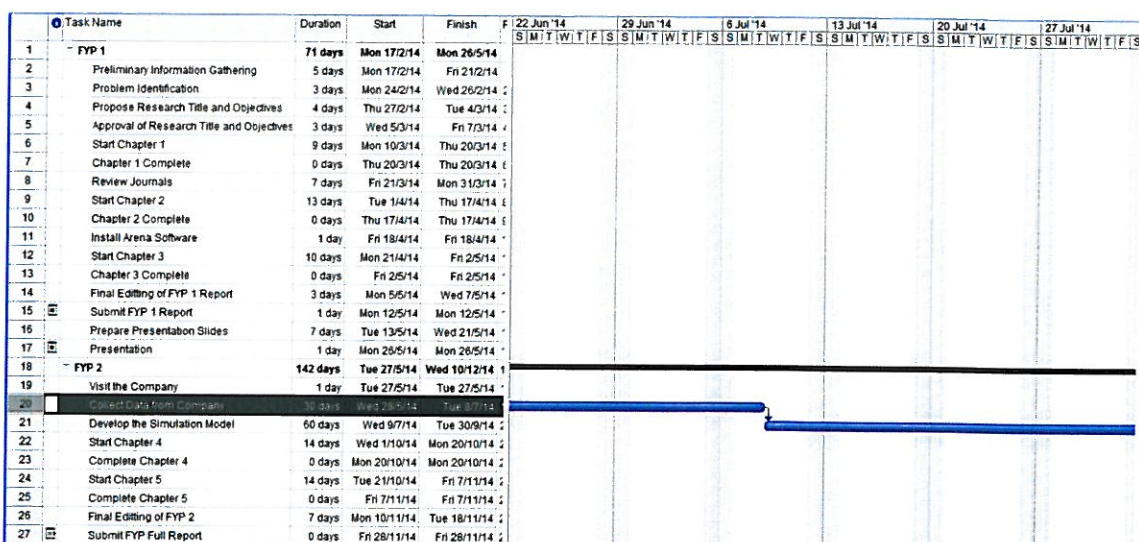 Task Name Duration Start Finish F 22 Jun '14 29 Jun '14 6 Jul '14 13 Jul '14 20 Jul '14 27 Jul '14
S M T W T F S S M T W T F S S M T W T F S S M T W T F S S M T W T F S S M T W T F S
1 FYP 1 71 days Mon 17/2/14 Mon 26/5/14
2 Preliminary Information Gathering 5 days Mon 17/2/14 Fri 21/2/14
3 Problem Identification 3 days Mon 24/2/14 Wed 26/2/14 2
4 Propose Research Title and Objectives 4 days Thu 27/2/14 Tue 4/3/14
5 Approval of Research Title and Objectives 3 days Wed 5/3/14 Fri 7/3/14
6 Start Chapter 1 9 days Mon 10/3/14 Thu 20/3/14
7 Chapter 1 Complete 0 days Thu 20/3/14 Thu 20/3/14
8 Review Journals 7 days Fri 21/3/14 Mon 31/3/14
9 Start Chapter 2 13 days Tue 1/4/14 Thu 17/4/14
10 Chapter 2 Complete 0 days Thu 17/4/14 Thu 17/4/14
11 Install Arena Software 1 day Fri 18/4/14 Fri 18/4/14
12 Start Chapter 3 10 days Mon 21/4/14 Fri 2/5/14
13 Chapter 3 Complete 0 days Fri 2/5/14 Fri 2/5/14
14 Final Editting of FYP 1 Report 3 days Mon 5/5/14 Wed 7/5/14
15 Submit FYP 1 Report 1 day Mon 12/5/14 Mon 12/5/14
16 Prepare Presentation Slides 7 days Tue 13/5/14 Wed 21/5/14
17 Presentation 1 day Mon 26/5/14 Mon 26/5/14
18 FYP 2 142 days Tue 27/5/14 Wed 10/12/14 1
19 Visit the Company 1 day Tue 27/5/14 Tue 27/5/14
20 Collect Data from Company 30 days Wed 28/5/14 Tue 8/7/14
21 Develop the Simulation Model 60 days Wed 9/7/14 Tue 30/9/14 2
22 Start Chapter 4 14 days Wed 1/10/14 Mon 20/10/14 2
23 Complete Chapter 4 0 days Mon 20/10/14 Mon 20/10/14 2
24 Start Chapter 5 14 days Tue 21/10/14 Fri 7/11/14 2
25 Complete Chapter 5 0 days Fri 7/11/14 Fri 7/11/14 2
26 Final Editting of FYP 2 7 days Mon 10/11/14 Tue 18/11/14 2
27 Submit FYP Full Report 0 days Fri 28/11/14 Fri 28/11/14 2